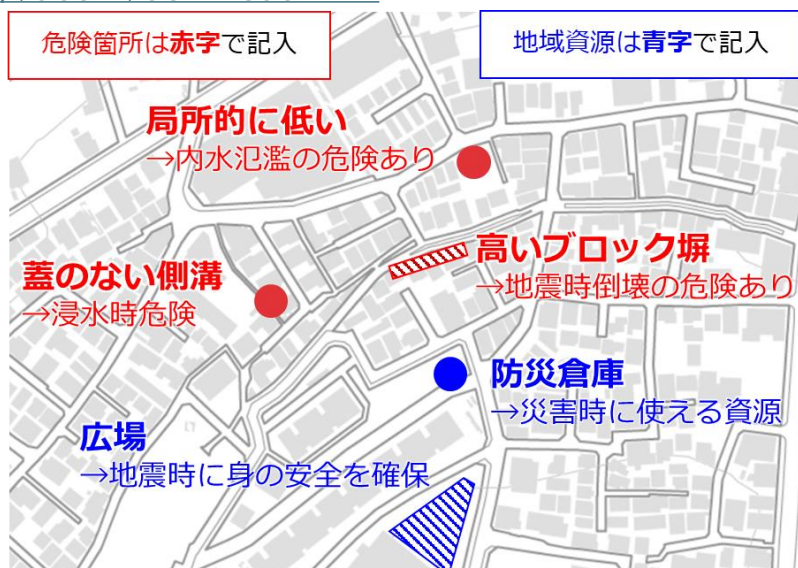 危険箇所は赤字で記入
地域資源は青字で記入
局所的に低い
→内水氾濫の危険あり
高いブロック塀
→地震時倒壊の危険あり
蓋のない側溝
→浸水時危険
防災倉庫
→災害時に使える資源
広場
→地震時に身の安全を確保